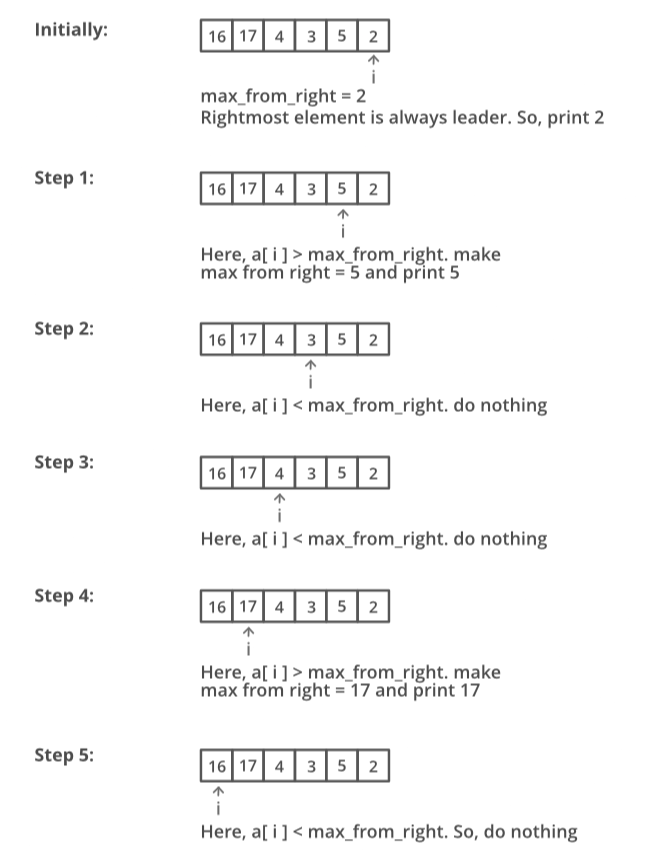 Initially:
16 17 4 3 5 2
↑
i
max_from_right = 2
Rightmost element is always leader. So, print 2
Step 1:
16 17 4 3 5 2
↑
i
Here, a[ i ] > max_from_right. make
max from right = 5 and print 5
Step 2:
16 17 4 3 5 2
↑
i
Here, a[ i ] < max_from_right. do nothing
Step 3:
16 17 4 3 5 2
↑
i
Here, a[ i ] < max_from_right. do nothing
Step 4:
16 17 4 3 5 2
↑
i
Here, a[ i ] > max_from_right. make
max from right = 17 and print 17
Step 5:
16 17 4 3 5 2
↑
i
Here, a[ i ] < max_from_right. So, do nothing